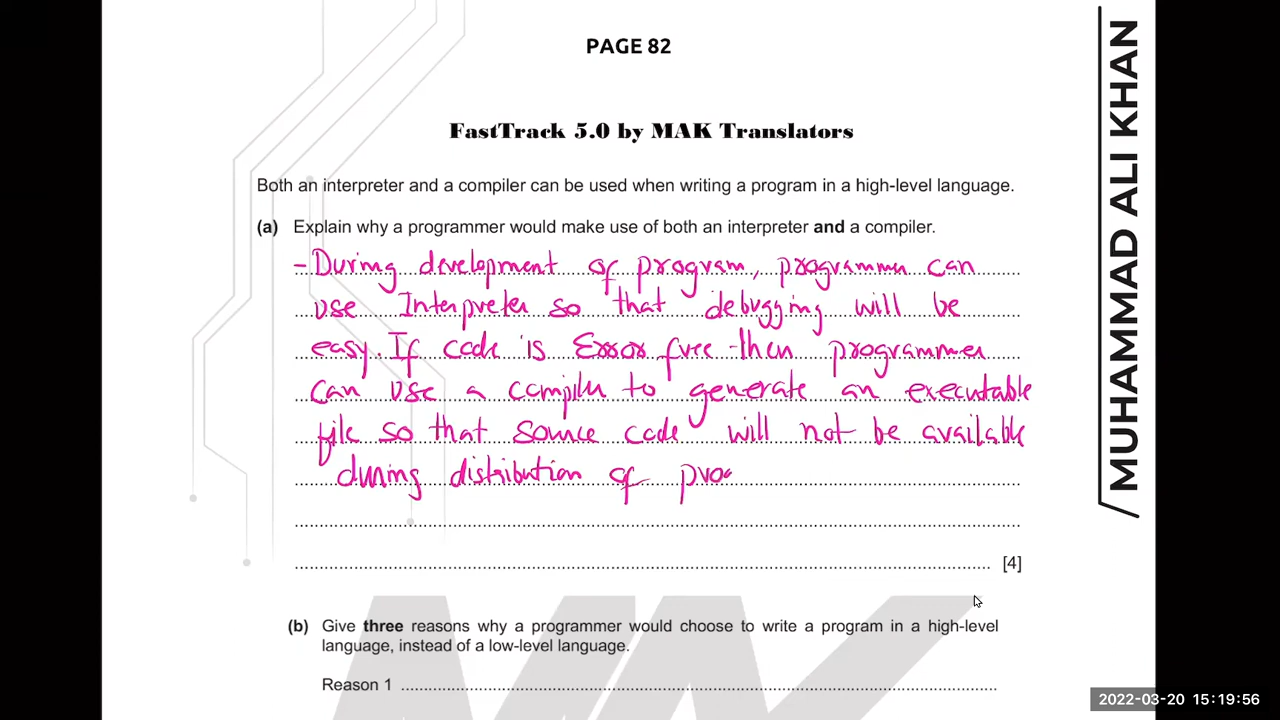 PAGE 82
FastTrack 5.0 by MAK Translators
Both an interpreter and a compiler can be used when writing a program in a high-level language.
(a) Explain why a programmer would make use of both an interpreter and a compiler.
- During development of program, programmer can
use Interpreter so that debugging will be
easy. If code is Error free then programmer
can use a compiler to generate an executable
file so that source code will not be available
during distribution of prog
[4]
(b) Give three reasons why a programmer would choose to write a program in a high-level
language, instead of a low-level language.
Reason 1
MUHAMMAD ALI KHAN
2022-03-20 15:19:56